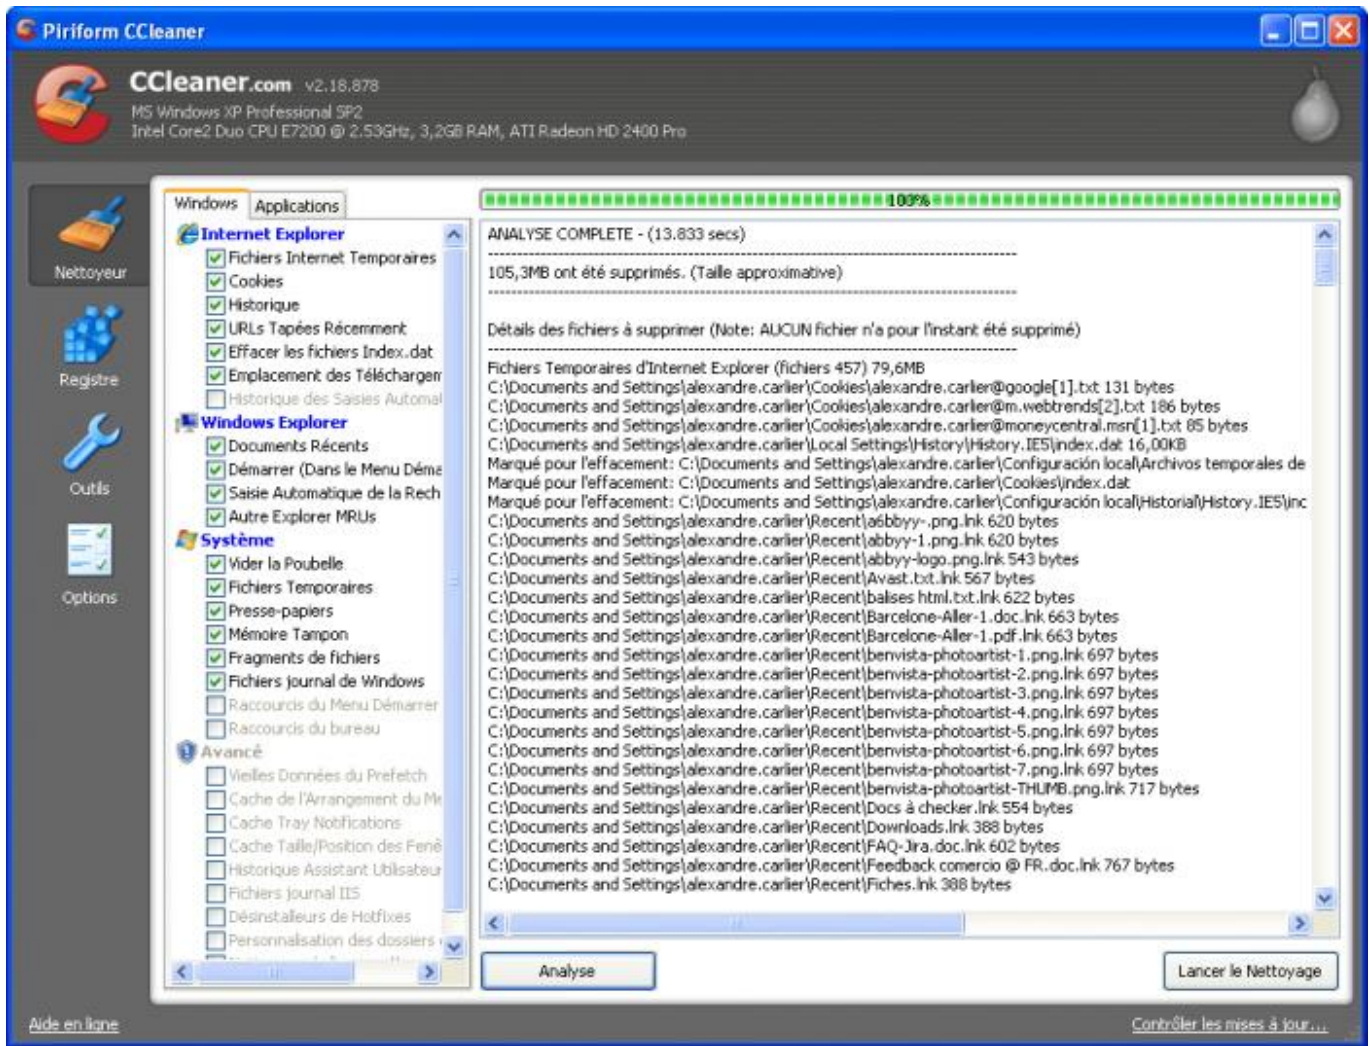 Piriform CCleaner
CCleaner.com v2.18.878
MS Windows XP Professional SP2
Intel Core2 Duo CPU E7200 @ 2.53GHz, 3,2GB RAM, ATI Radeon HD 2400 Pro
Nettoyeur
Registre
Outils
Options
Windows
Applications
Internet Explorer
Fichiers Internet Temporaires
Cookies
Historique
URLs Tapées Récemment
Effacer les fichiers Index.dat
Emplacement des Téléchargem
Historique des Saisies Automat
Windows Explorer
Documents Récents
Démarrer (Dans le Menu Déma
Saisie Automatique de la Rech
Autre Explorer MRUs
Système
Vider la Poubelle
Fichiers Temporaires
Presse-papiers
Mémoire Tampon
Fragments de fichiers
Fichiers journal de Windows
Raccourcis du Menu Démarrer
Raccourcis du bureau
Avancé
Vieilles Données du Prefetch
Cache de l'Arrangement du Me
Cache Tray Notifications
Cache Taille/Position des Fenê
Historique Assistant Utilisateur
Fichiers journal IIS
Désinstalleurs de Hotfixes
Personnalisation des dossiers
100%
ANALYSE COMPLETE - (13.833 secs)
105,3MB ont été supprimés. (Taille approximative)
Détails des fichiers à supprimer (Note: AUCUN fichier n'a pour l'instant été supprimé)
Fichiers Temporaires d'Internet Explorer (fichiers 457) 79,6MB
C:\Documents and Settings\alexandre.carlier\Cookies\alexandre.carlier@google[1].txt 131 bytes
C:\Documents and Settings\alexandre.carlier\Cookies\alexandre.carlier@m.webtrends[2].txt 186 bytes
C:\Documents and Settings\alexandre.carlier\Cookies\alexandre.carlier@moneycentral.msn[1].txt 85 bytes
C:\Documents and Settings\alexandre.carlier\Local Settings\History\History.IE5\index.dat 16,00KB
Marqué pour l'effacement: C:\Documents and Settings\alexandre.carlier\Configuración local\Archivos temporales de
Marqué pour l'effacement: C:\Documents and Settings\alexandre.carlier\Cookies\index.dat
Marqué pour l'effacement: C:\Documents and Settings\alexandre.carlier\Configuración local\Historial\History.IE5\inc
C:\Documents and Settings\alexandre.carlier\Recent\a6bbyy-.png.lnk 620 bytes
C:\Documents and Settings\alexandre.carlier\Recent\abbyy-1.png.lnk 620 bytes
C:\Documents and Settings\alexandre.carlier\Recent\abbyy-logo.png.lnk 543 bytes
C:\Documents and Settings\alexandre.carlier\Recent\Avast.txt.lnk 567 bytes
C:\Documents and Settings\alexandre.carlier\Recent\balises html.txt.lnk 622 bytes
C:\Documents and Settings\alexandre.carlier\Recent\Barcelone-Aller-1.doc.lnk 663 bytes
C:\Documents and Settings\alexandre.carlier\Recent\Barcelone-Aller-1.pdf.lnk 663 bytes
C:\Documents and Settings\alexandre.carlier\Recent\benvista-photoartist-1.png.lnk 697 bytes
C:\Documents and Settings\alexandre.carlier\Recent\benvista-photoartist-2.png.lnk 697 bytes
C:\Documents and Settings\alexandre.carlier\Recent\benvista-photoartist-3.png.lnk 697 bytes
C:\Documents and Settings\alexandre.carlier\Recent\benvista-photoartist-4.png.lnk 697 bytes
C:\Documents and Settings\alexandre.carlier\Recent\benvista-photoartist-5.png.lnk 697 bytes
C:\Documents and Settings\alexandre.carlier\Recent\benvista-photoartist-6.png.lnk 697 bytes
C:\Documents and Settings\alexandre.carlier\Recent\benvista-photoartist-7.png.lnk 697 bytes
C:\Documents and Settings\alexandre.carlier\Recent\benvista-photoartist-THUMB.png.lnk 717 bytes
C:\Documents and Settings\alexandre.carlier\Recent\Docs à checker.lnk 554 bytes
C:\Documents and Settings\alexandre.carlier\Recent\Downloads.lnk 388 bytes
C:\Documents and Settings\alexandre.carlier\Recent\FAQ-Jira.doc.lnk 602 bytes
C:\Documents and Settings\alexandre.carlier\Recent\Feedback comercio @ FR.doc.lnk 767 bytes
C:\Documents and Settings\alexandre.carlier\Recent\Fiches.lnk 388 bytes
Analyse
Lancer le Nettoyage
Aide en ligne
Contrôler les mises à jour...